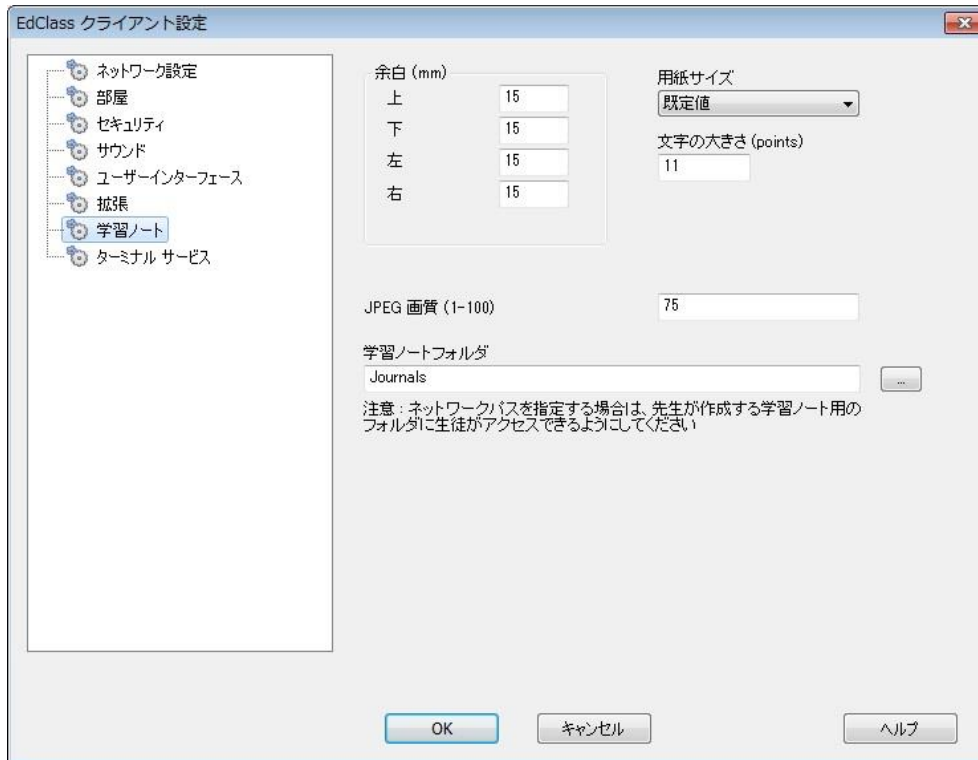 EdClass クライアント設定
ネットワーク設定
部屋
セキュリティ
サウンド
ユーザーインターフェース
拡張
学習ノート
ターミナル サービス
余白 (mm)
上 15
下 15
左 15
右 15
用紙サイズ
既定値
文字の大きさ (points)
11
JPEG 画質 (1-100) 75
学習ノートフォルダ
Journals ...
注意 : ネットワークパスを指定する場合は、先生が作成する学習ノート用の
フォルダに生徒がアクセスできるようにしてください
OK キャンセル ヘルプ